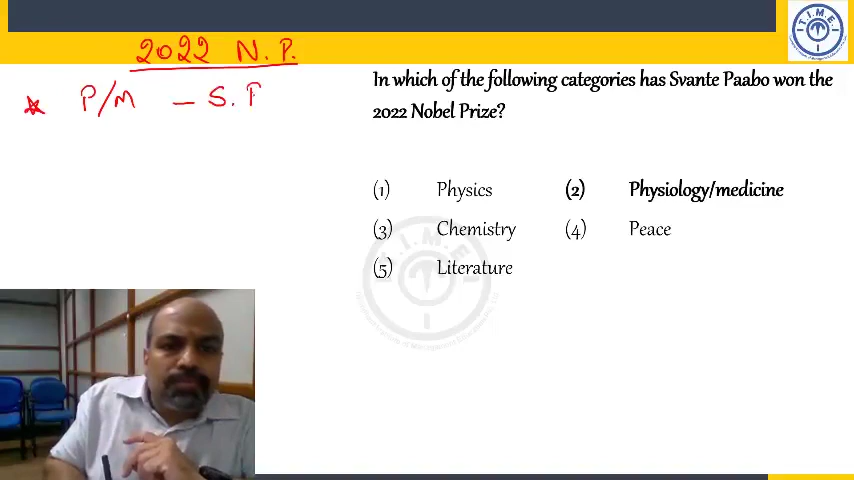 T.I.M.E.
2022 N.P.
P/M – S.P
In which of the following categories has Svante Paabo won the
2022 Nobel Prize?
(1) Physics (2) Physiology/medicine
(3) Chemistry (4) Peace
(5) Literature